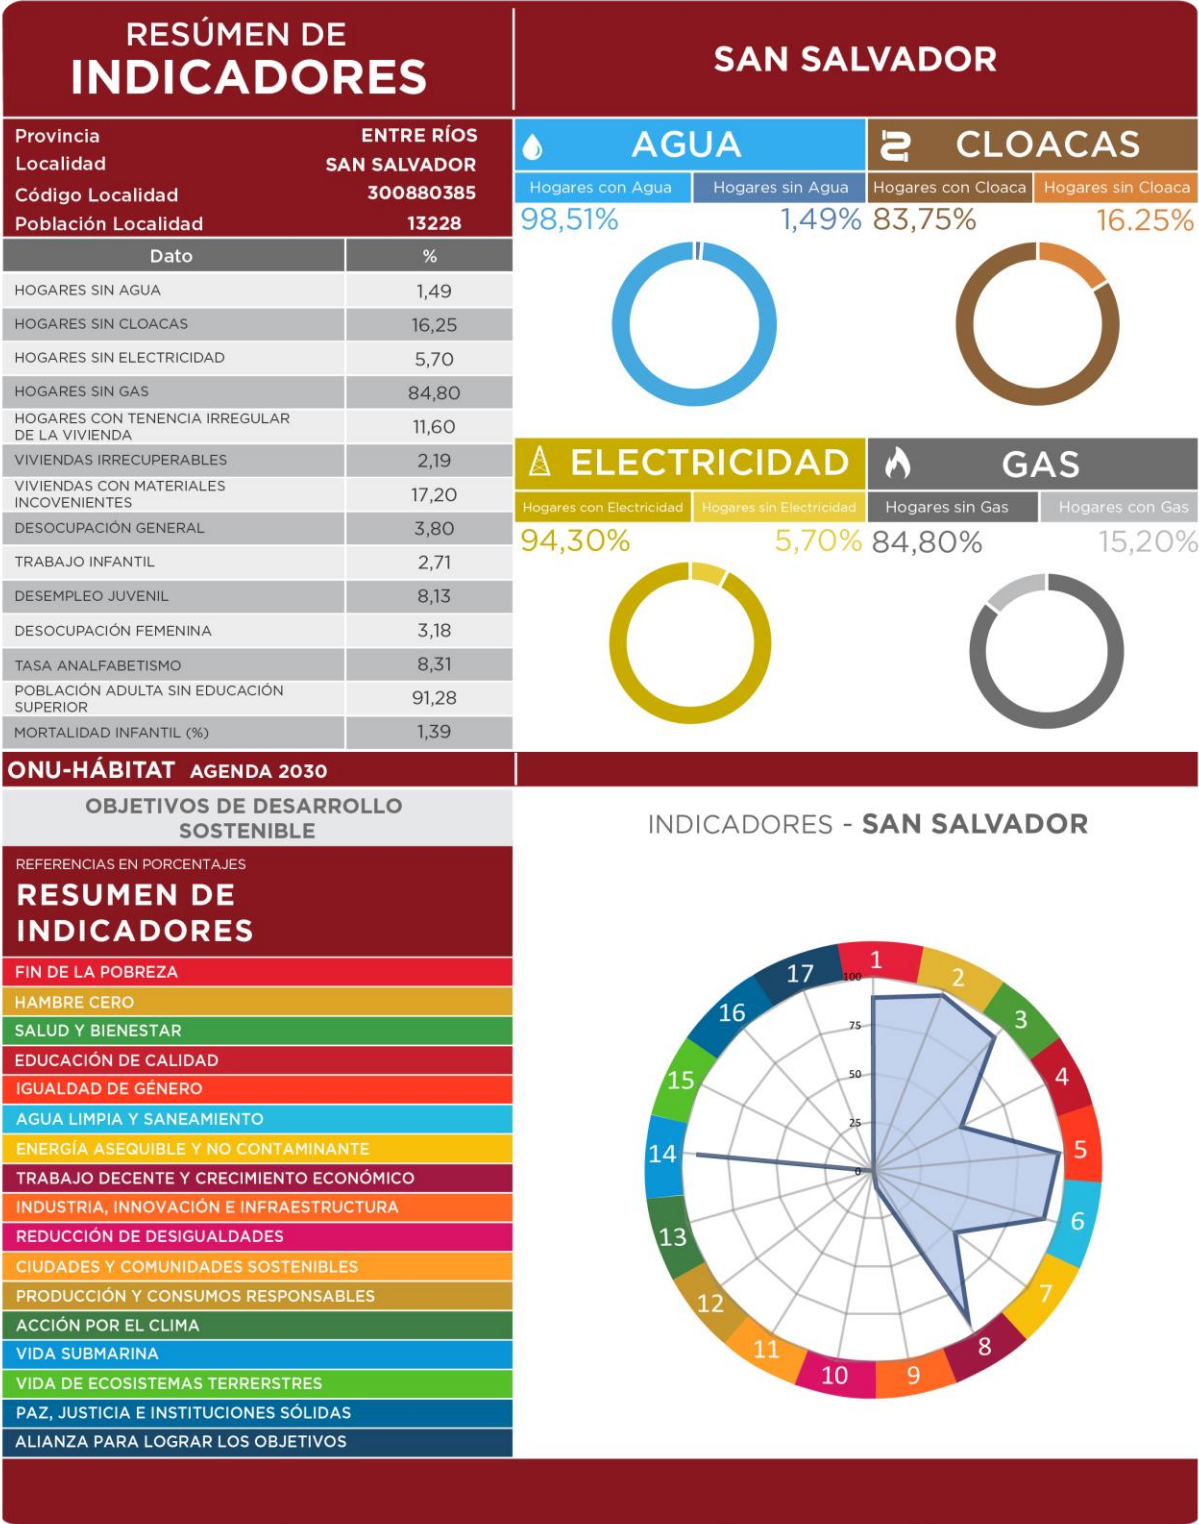 RESÚMEN DE
INDICADORES
SAN SALVADOR
Provincia ENTRE RÍOS
Localidad SAN SALVADOR
Código Localidad 300880385
Población Localidad 13228
Dato %
HOGARES SIN AGUA 1,49
HOGARES SIN CLOACAS 16,25
HOGARES SIN ELECTRICIDAD 5,70
HOGARES SIN GAS 84,80
HOGARES CON TENENCIA IRREGULAR
DE LA VIVIENDA 11,60
VIVIENDAS IRRECUPERABLES 2,19
VIVIENDAS CON MATERIALES
INCOVENIENTES 17,20
DESOCUPACIÓN GENERAL 3,80
TRABAJO INFANTIL 2,71
DESEMPLEO JUVENIL 8,13
DESOCUPACIÓN FEMENINA 3,18
TASA ANALFABETISMO 8,31
POBLACIÓN ADULTA SIN EDUCACIÓN
SUPERIOR 91,28
MORTALIDAD INFANTIL (%) 1,39
AGUA
Hogares con Agua Hogares sin Agua
98,51% 1,49%
CLOACAS
Hogares con Cloaca Hogares sin Cloaca
83,75% 16.25%
ELECTRICIDAD
Hogares con Electricidad Hogares sin Electricidad
94,30% 5,70%
GAS
Hogares sin Gas Hogares con Gas
84,80% 15,20%
ONU-HÁBITAT AGENDA 2030
OBJETIVOS DE DESARROLLO
SOSTENIBLE
REFERENCIAS EN PORCENTAJES
RESUMEN DE
INDICADORES
FIN DE LA POBREZA
HAMBRE CERO
SALUD Y BIENESTAR
EDUCACIÓN DE CALIDAD
IGUALDAD DE GÉNERO
AGUA LIMPIA Y SANEAMIENTO
ENERGÍA ASEQUIBLE Y NO CONTAMINANTE
TRABAJO DECENTE Y CRECIMIENTO ECONÓMICO
INDUSTRIA, INNOVACIÓN E INFRAESTRUCTURA
REDUCCIÓN DE DESIGUALDADES
CIUDADES Y COMUNIDADES SOSTENIBLES
PRODUCCIÓN Y CONSUMOS RESPONSABLES
ACCIÓN POR EL CLIMA
VIDA SUBMARINA
VIDA DE ECOSISTEMAS TERRERSTRES
PAZ, JUSTICIA E INSTITUCIONES SÓLIDAS
ALIANZA PARA LOGRAR LOS OBJETIVOS
INDICADORES - SAN SALVADOR
1
2
3
4
5
6
7
8
9
10
11
12
13
14
15
16
17
100
75
50
25
0